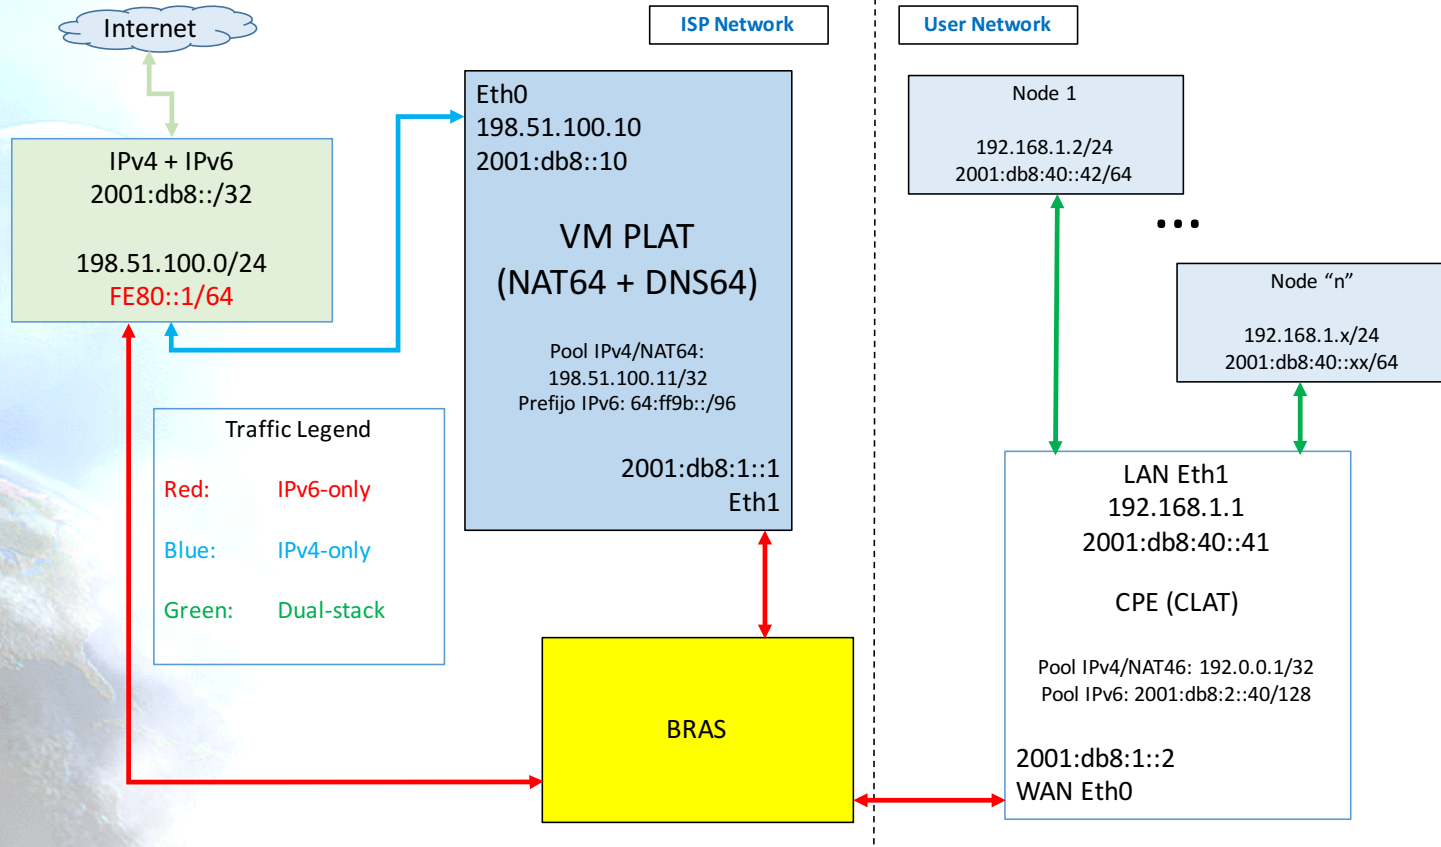 Internet
ISP Network
User Network
IPv4 + IPv6
2001:db8::/32
198.51.100.0/24
FE80::1/64
Eth0
198.51.100.10
2001:db8::10
VM PLAT
(NAT64 + DNS64)
Pool IPv4/NAT64:
198.51.100.11/32
Prefijo IPv6: 64:ff9b::/96
2001:db8:1::1
Eth1
Node 1
192.168.1.2/24
2001:db8:40::42/64
...
Node “n”
192.168.1.x/24
2001:db8:40::xx/64
Traffic Legend
Red: IPv6-only
Blue: IPv4-only
Green: Dual-stack
BRAS
LAN Eth1
192.168.1.1
2001:db8:40::41
CPE (CLAT)
Pool IPv4/NAT46: 192.0.0.1/32
Pool IPv6: 2001:db8:2::40/128
2001:db8:1::2
WAN Eth0